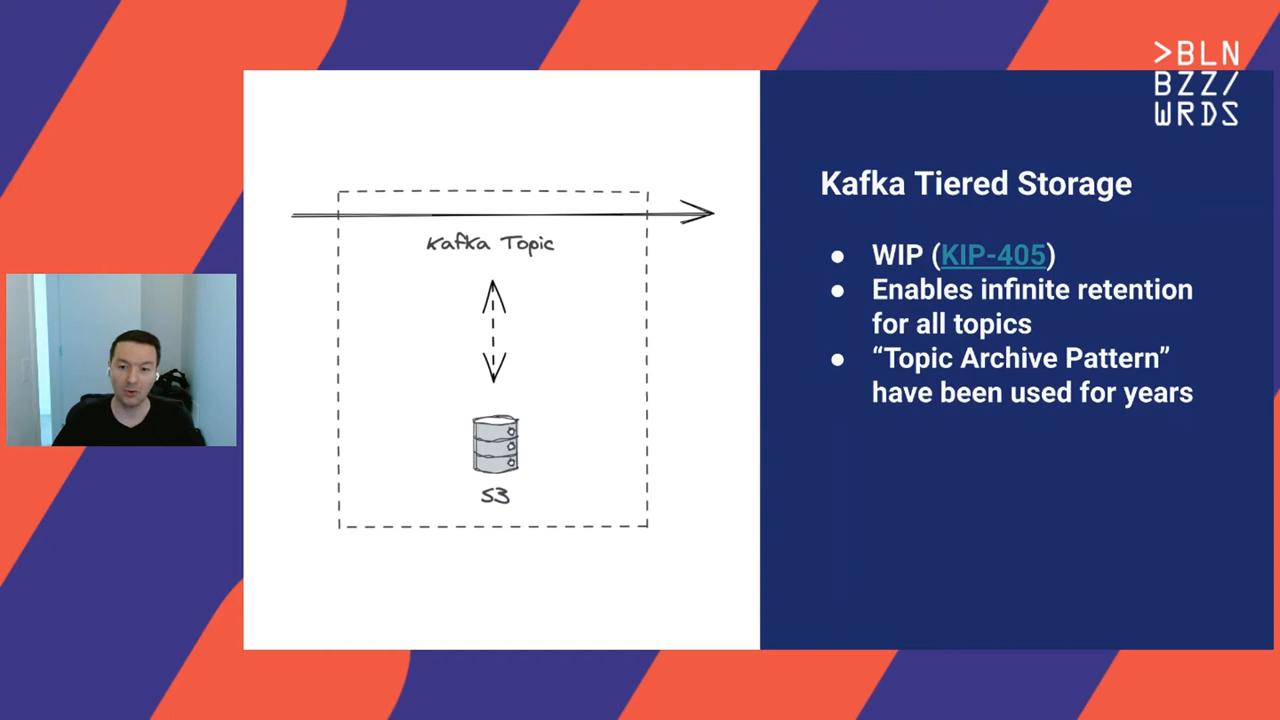 >BLN
BZZ/
WRDS
Kafka Topic
S3
Kafka Tiered Storage
● WIP (KIP-405)
● Enables infinite retention
for all topics
● “Topic Archive Pattern”
have been used for years